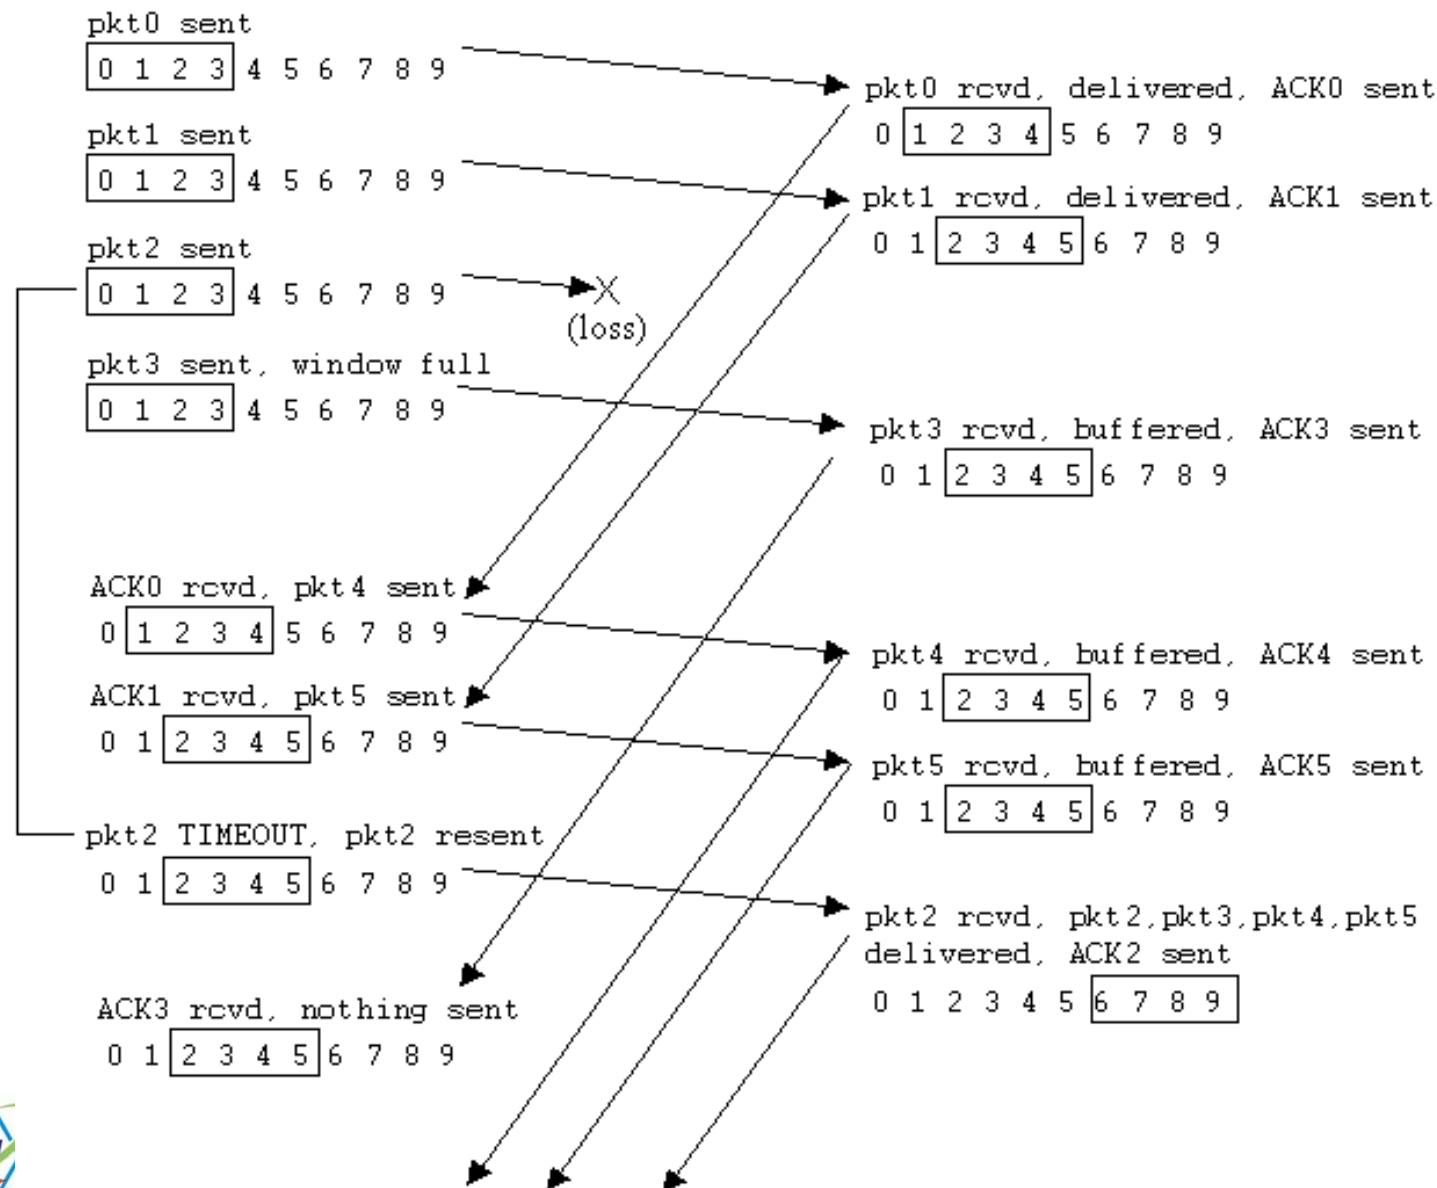 pkt0 sent
0 1 2 3 4 5 6 7 8 9
pkt1 sent
0 1 2 3 4 5 6 7 8 9
pkt2 sent
0 1 2 3 4 5 6 7 8 9
(loss)
pkt3 sent, window full
0 1 2 3 4 5 6 7 8 9
ACK0 rcvd, pkt4 sent
0 1 2 3 4 5 6 7 8 9
ACK1 rcvd, pkt5 sent
0 1 2 3 4 5 6 7 8 9
pkt2 TIMEOUT, pkt2 resent
0 1 2 3 4 5 6 7 8 9
ACK3 rcvd, nothing sent
0 1 2 3 4 5 6 7 8 9
pkt0 rcvd, delivered, ACK0 sent
0 1 2 3 4 5 6 7 8 9
pkt1 rcvd, delivered, ACK1 sent
0 1 2 3 4 5 6 7 8 9
pkt3 rcvd, buffered, ACK3 sent
0 1 2 3 4 5 6 7 8 9
pkt4 rcvd, buffered, ACK4 sent
0 1 2 3 4 5 6 7 8 9
pkt5 rcvd, buffered, ACK5 sent
0 1 2 3 4 5 6 7 8 9
pkt2 rcvd, pkt2,pkt3,pkt4,pkt5
delivered, ACK2 sent
0 1 2 3 4 5 6 7 8 9